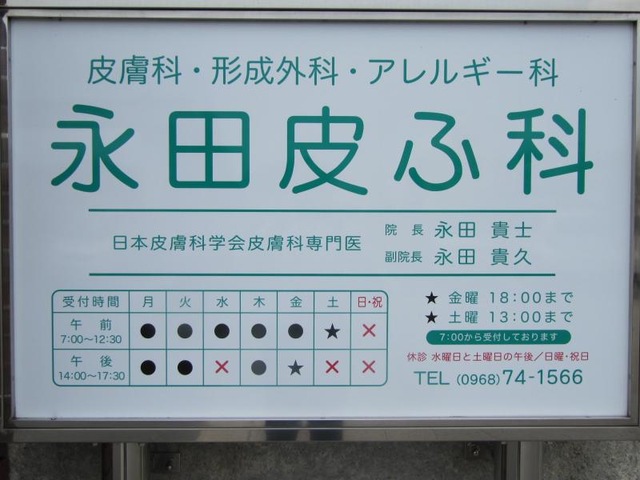 皮膚科・形成外科・アレルギー科
永田皮ふ科
日本皮膚科学会皮膚科専門医
院長 永田 貴士
副院長 永田 貴久
受付時間 月 火 水 木 金 土 日・祝
午前 7:00～12:30 ● ● ● ● ● ★ ×
午後 14:00～17:30 ● ● × ● ★ × ×
★ 金曜 18:00まで
★ 土曜 13:00まで
7:00から受付しております
休診 水曜日と土曜日の午後／日曜・祝日
TEL (0968)74-1566